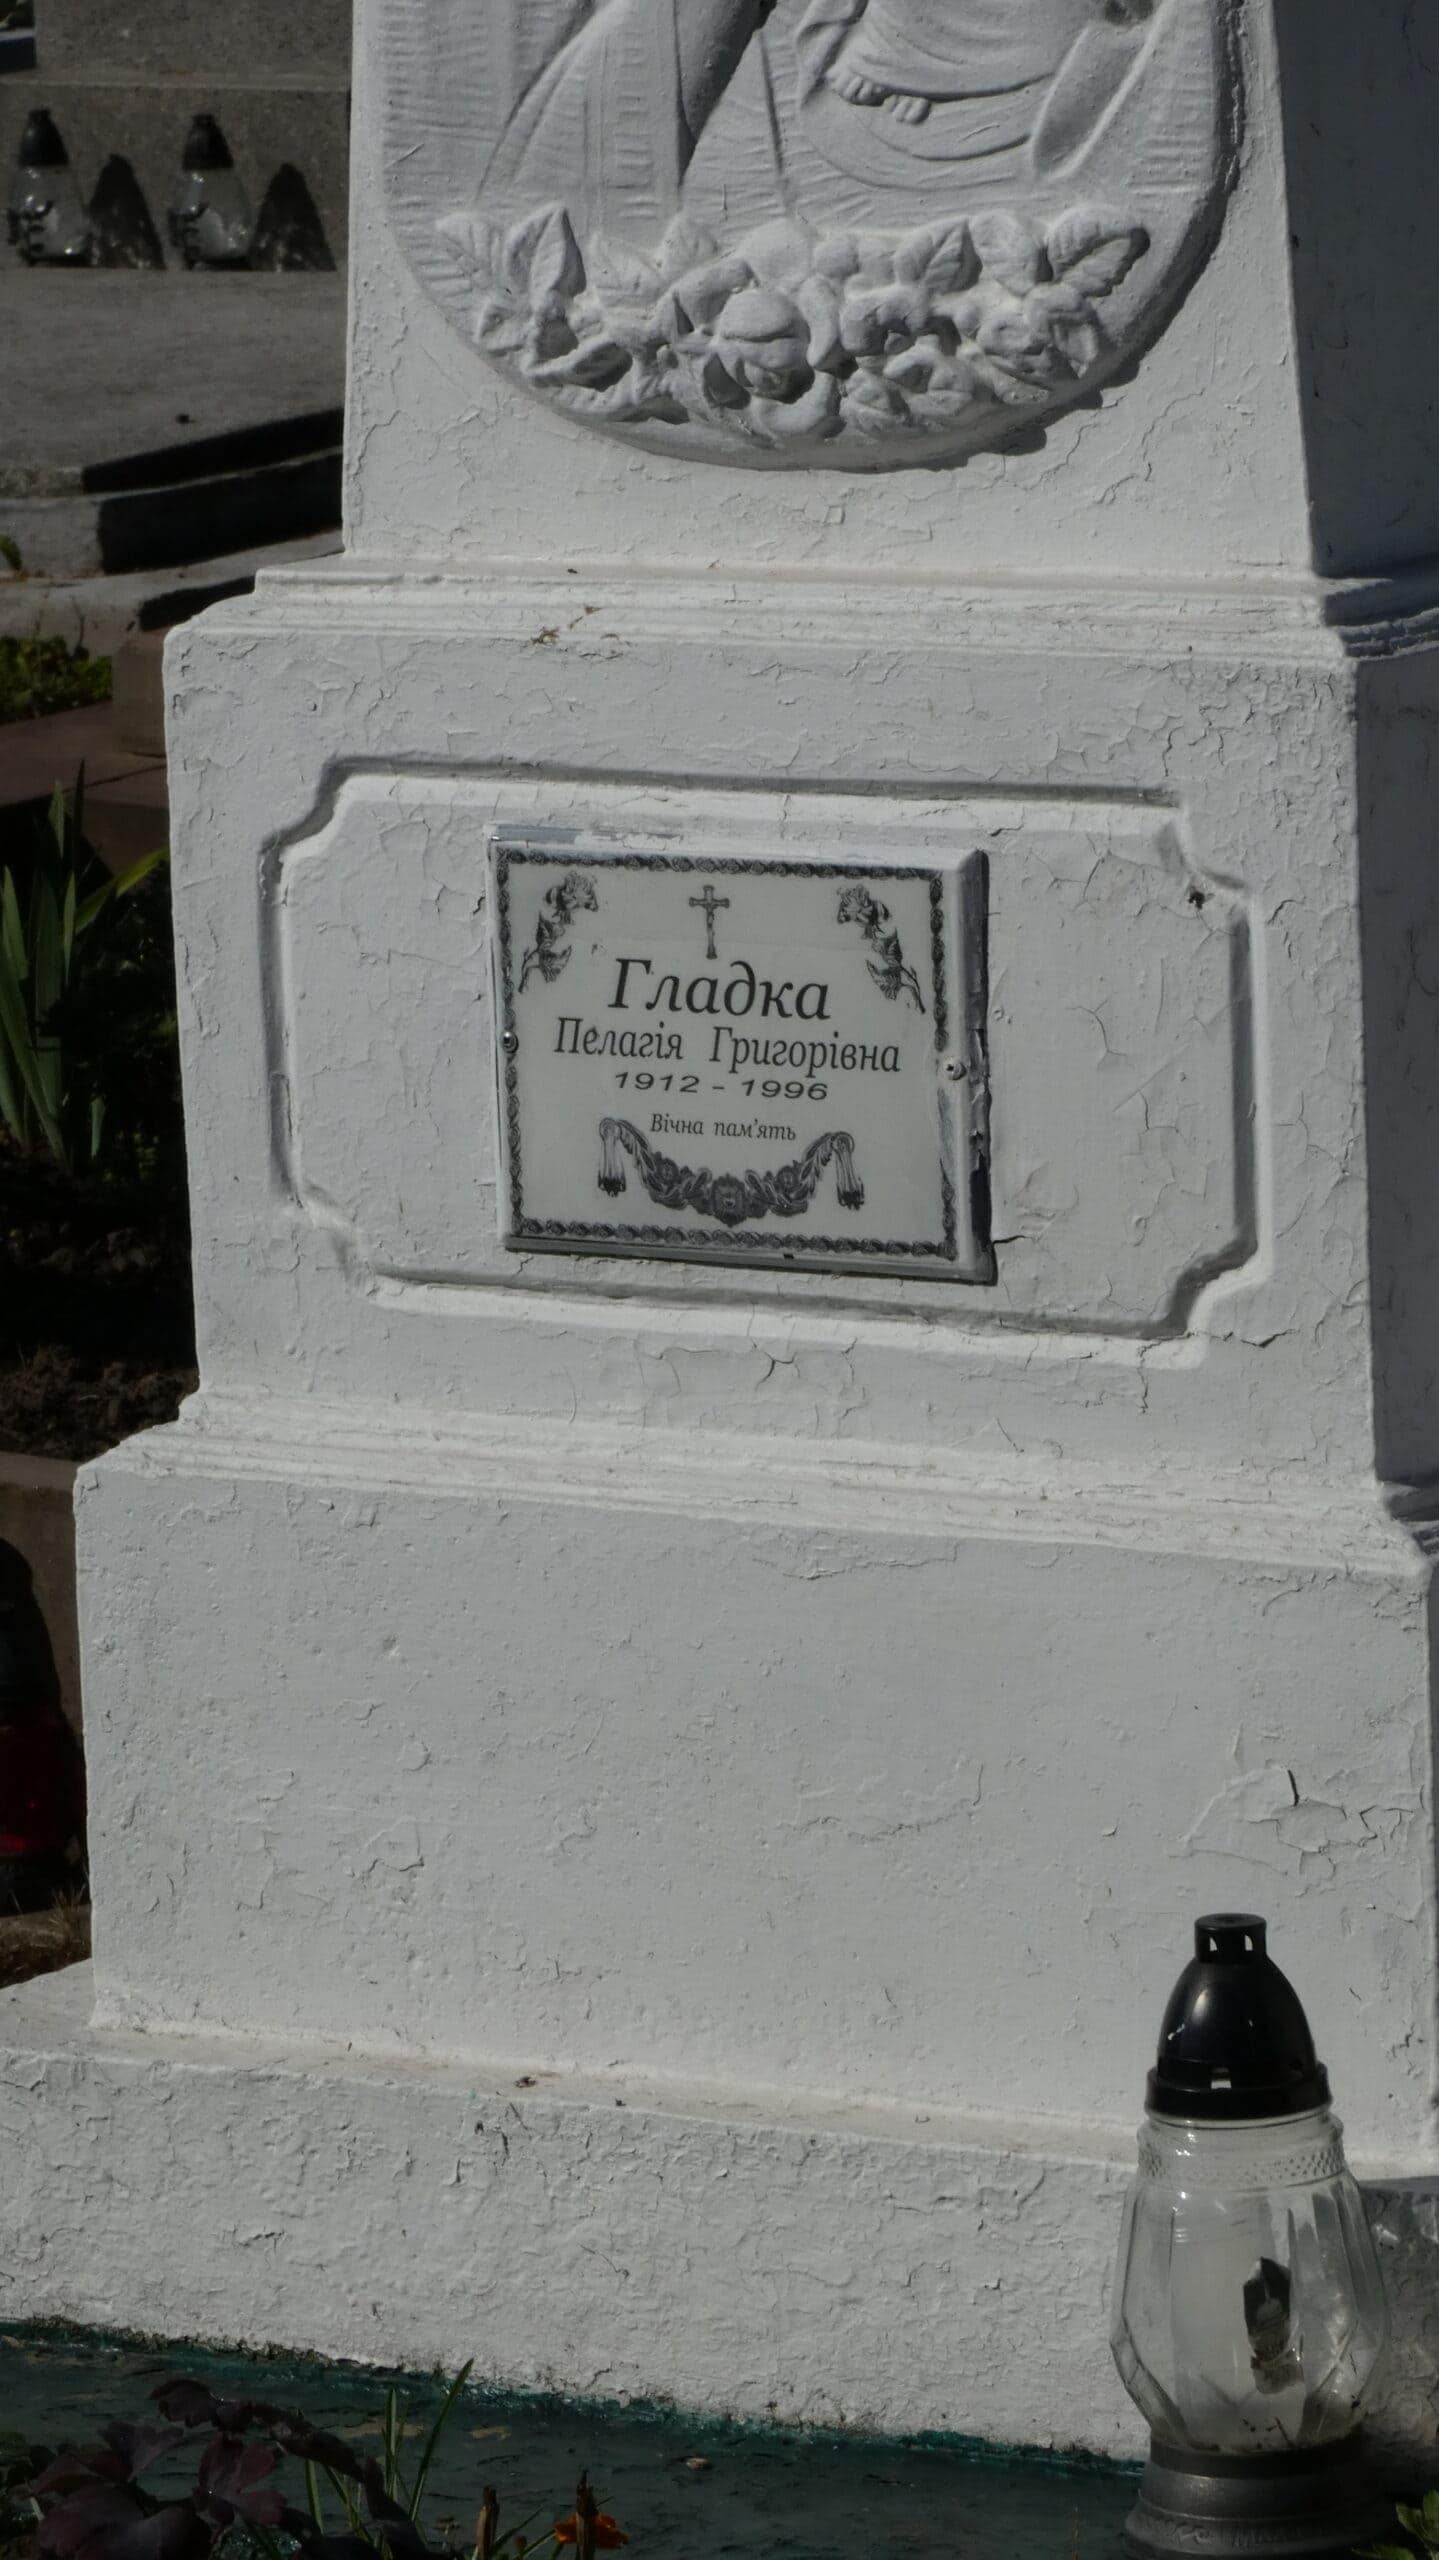 Гладка
Пелагія Григорівна
1912 - 1996
Вічна пам'ять